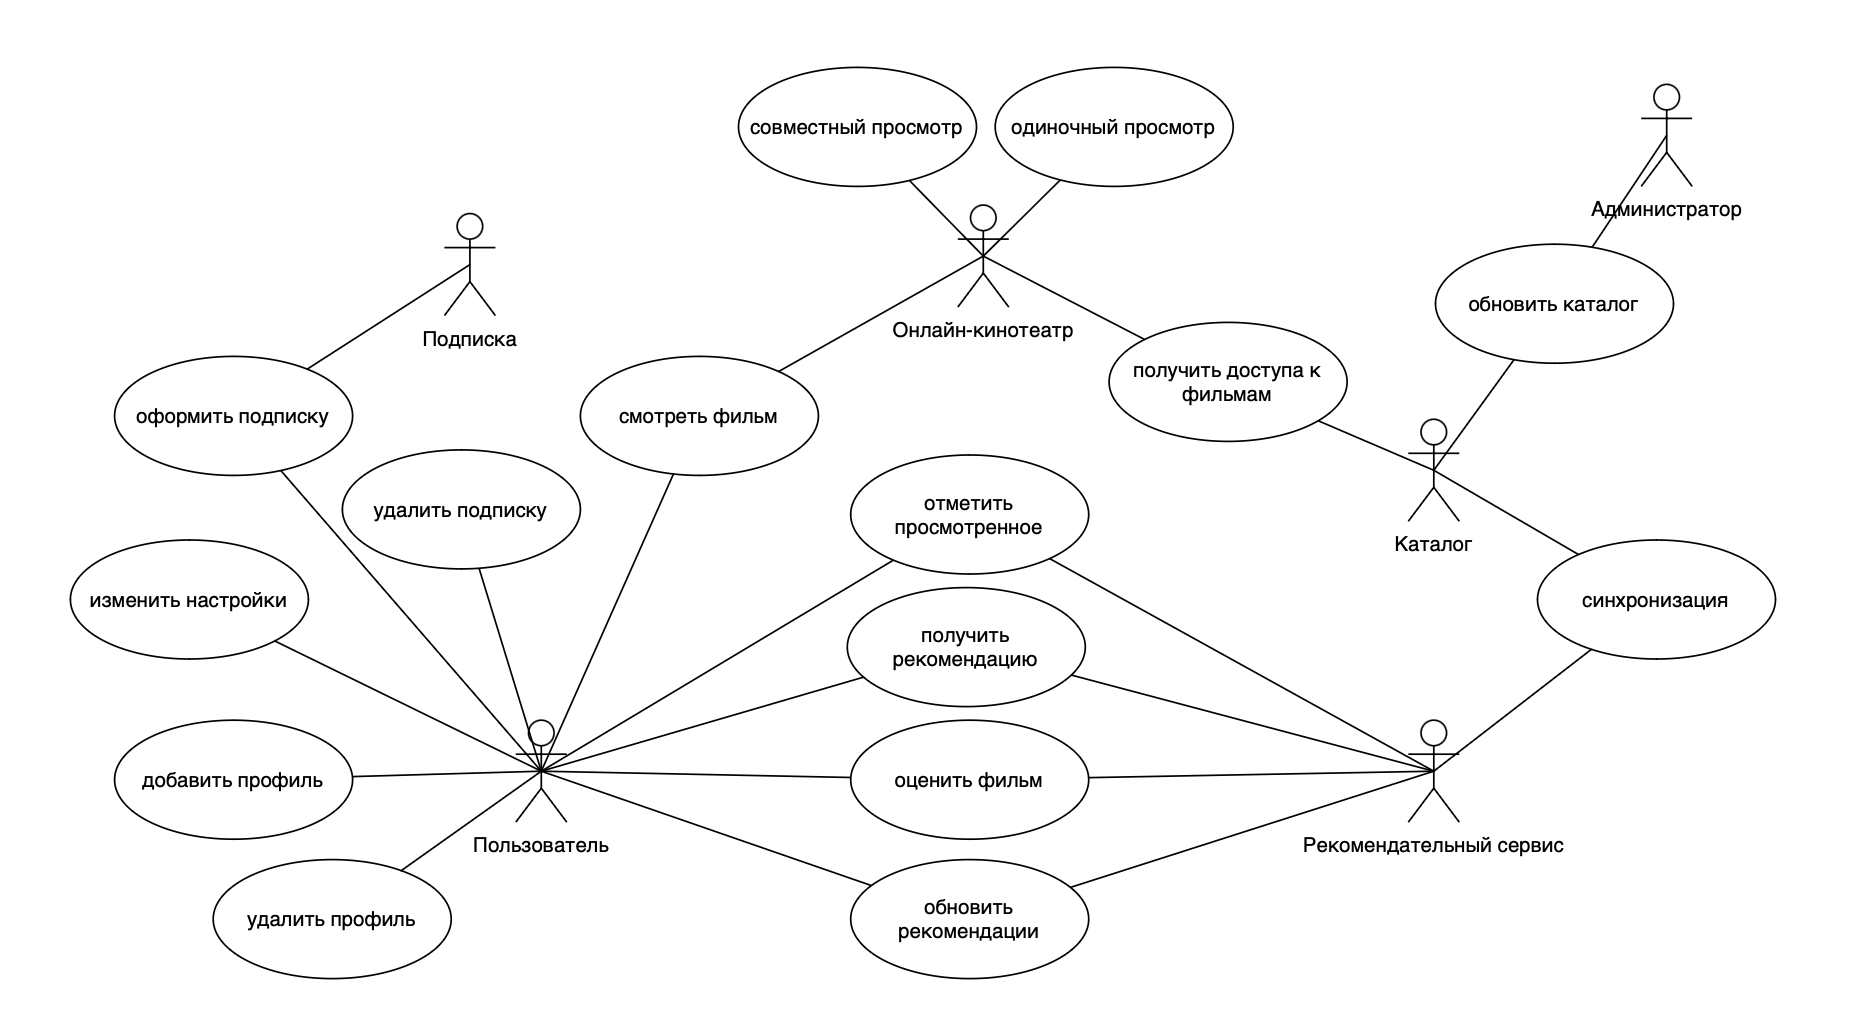 совместный просмотр
одиночный просмотр
Администратор
обновить каталог
Подписка
Онлайн-кинотеатр
получить доступа к
фильмам
оформить подписку
смотреть фильм
удалить подписку
отметить
просмотренное
Каталог
изменить настройки
синхронизация
получить
рекомендацию
добавить профиль
оценить фильм
Пользователь
Рекомендательный сервис
удалить профиль
обновить
рекомендации